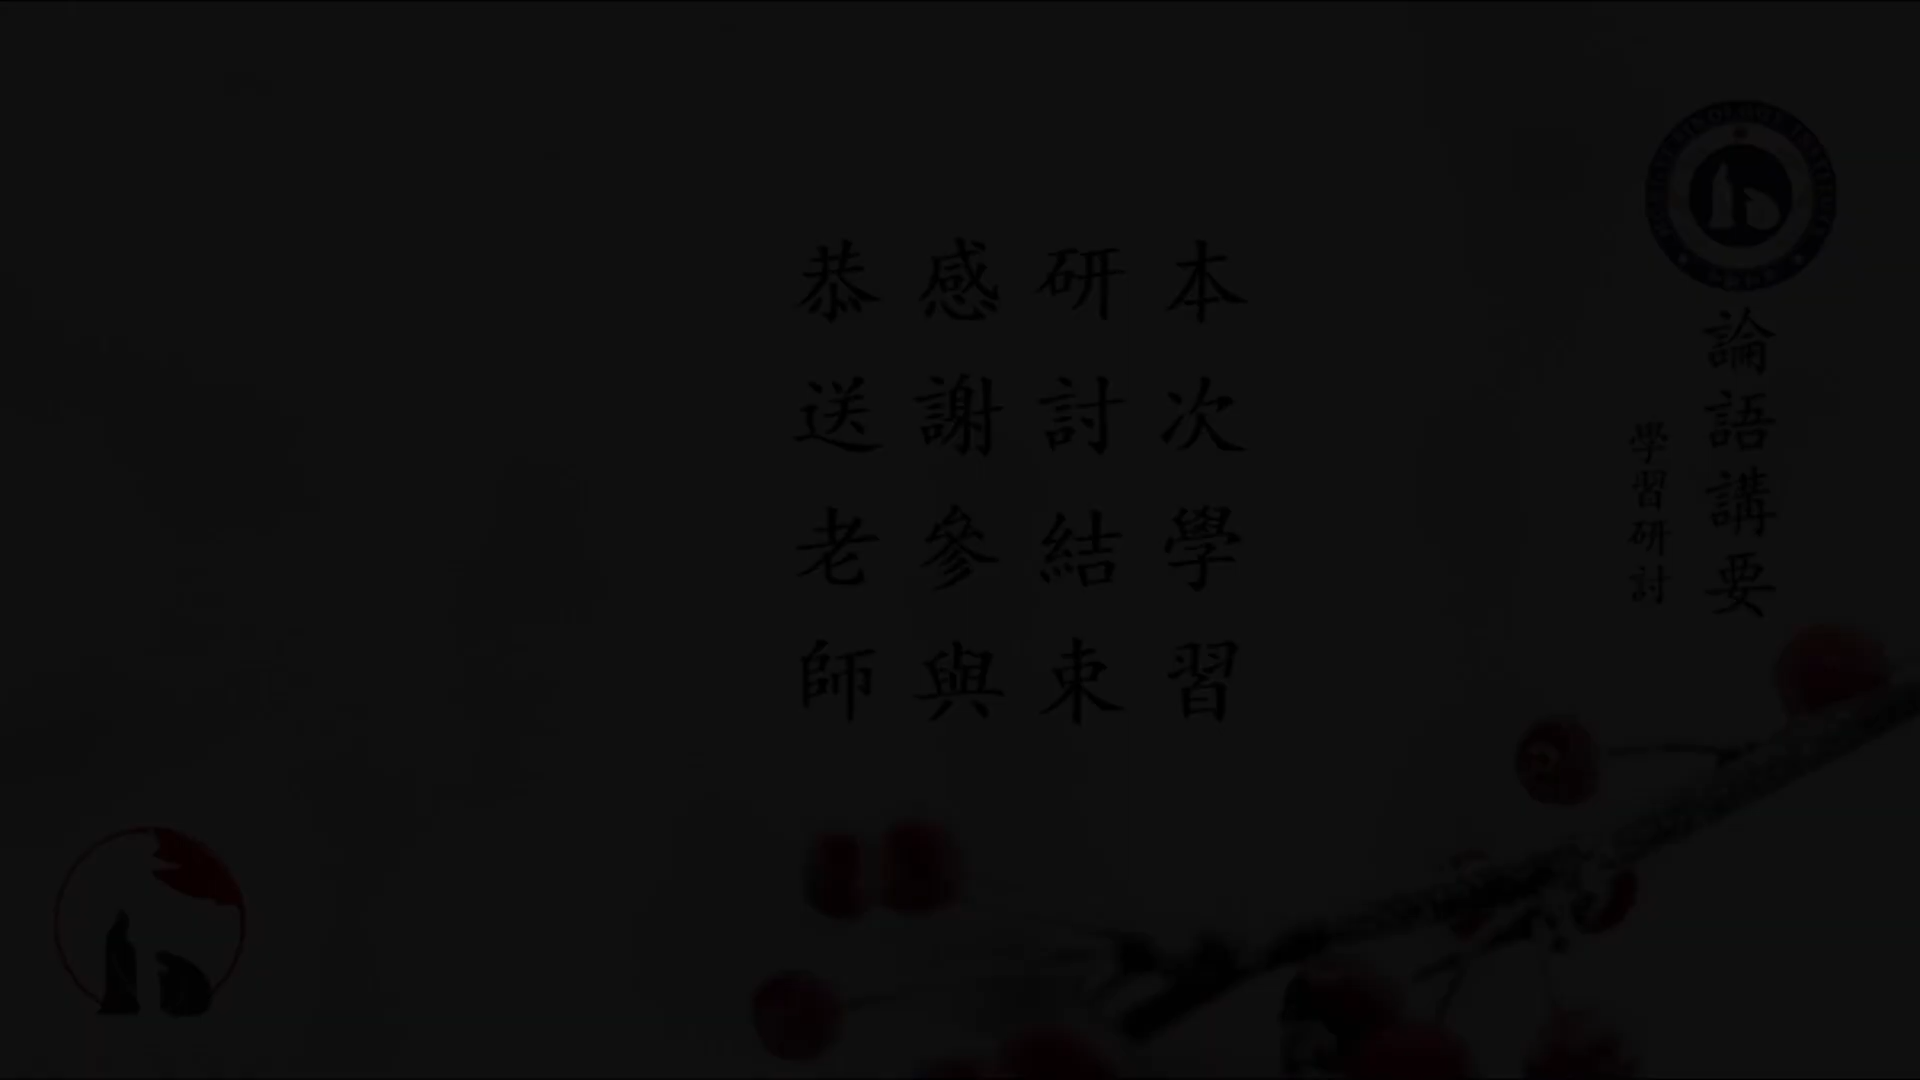 論語講要
學習研討
本次學習
研討結束
感謝參與
恭送老師